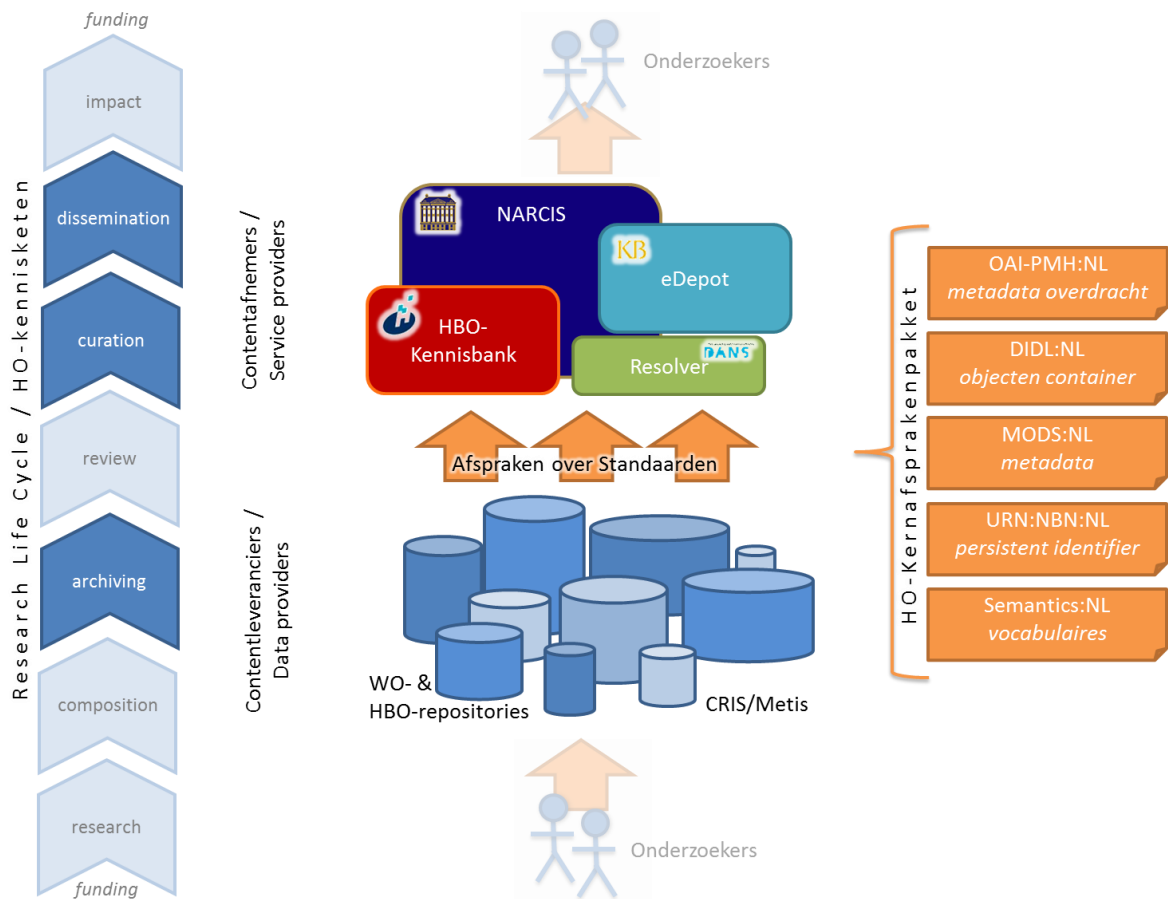 funding
impact
dissemination
curation
review
archiving
composition
research
funding
Research Life Cycle / HO-kennisketen
Contentafnemers /
Service providers
Contentleveranciers /
Data providers
Onderzoekers
NARCIS
KB
eDepot
HBO-
Kennisbank
DANS
Resolver
Afspraken over Standaarden
WO- &
HBO-repositories
CRIS/Metis
Onderzoekers
HO-Kernafsprakenpakket
OAI-PMH:NL
metadata overdracht
DIDL:NL
objecten container
MODS:NL
metadata
URN:NBN:NL
persistent identifier
Semantics:NL
vocabulaires